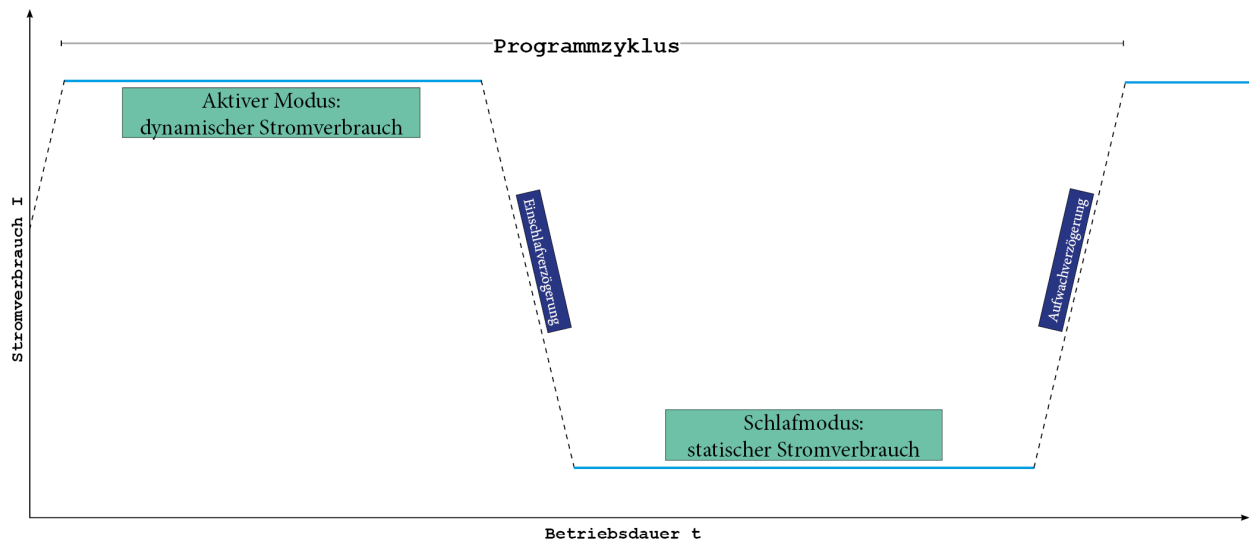 Programmzyklus
Aktiver Modus:
dynamischer Stromverbrauch
Einschlafverzögerung
Aufwachverzögerung
Stromverbrauch I
Schlafmodus:
statischer Stromverbrauch
Betriebsdauer t